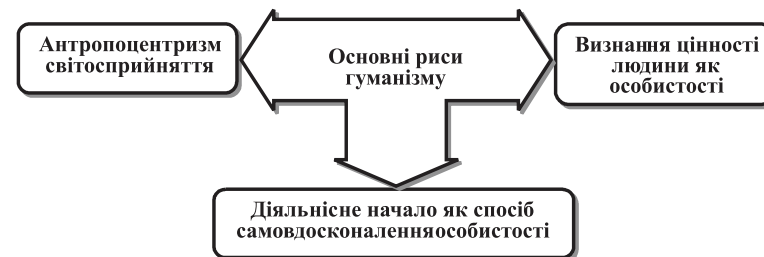 Антропоцентризм
світосприйняття
Основні риси
гуманізму
Визнання цінності
людини як
особистості
Діяльнісне начало як спосіб
самовдосконаленняособистості